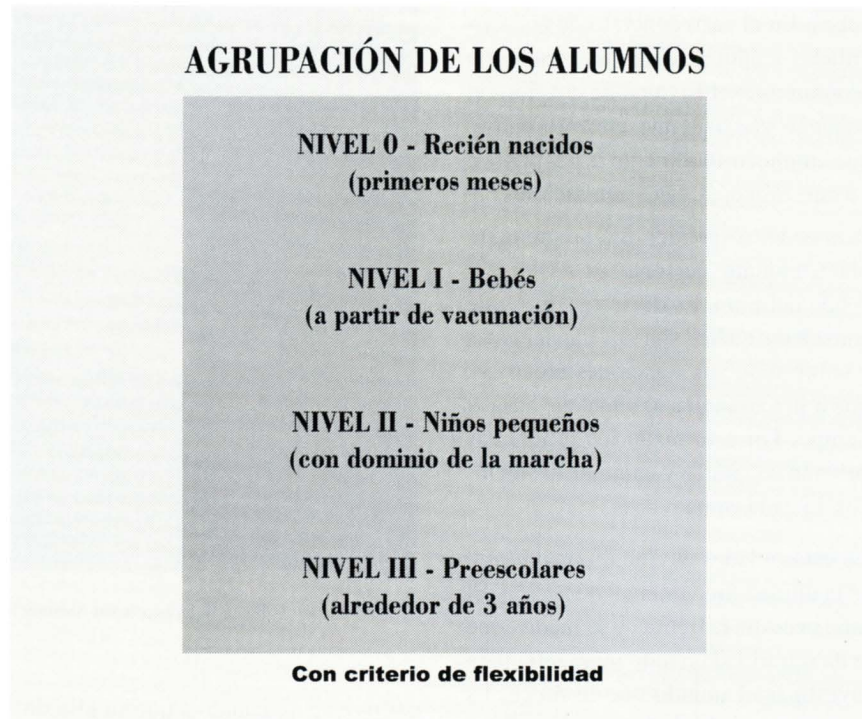 AGRUPACIÓN DE LOS ALUMNOS
NIVEL 0 - Recién nacidos
(primeros meses)
NIVEL I - Bebés
(a partir de vacunación)
NIVEL II - Niños pequeños
(con dominio de la marcha)
NIVEL III - Preescolares
(alrededor de 3 años)
Con criterio de flexibilidad